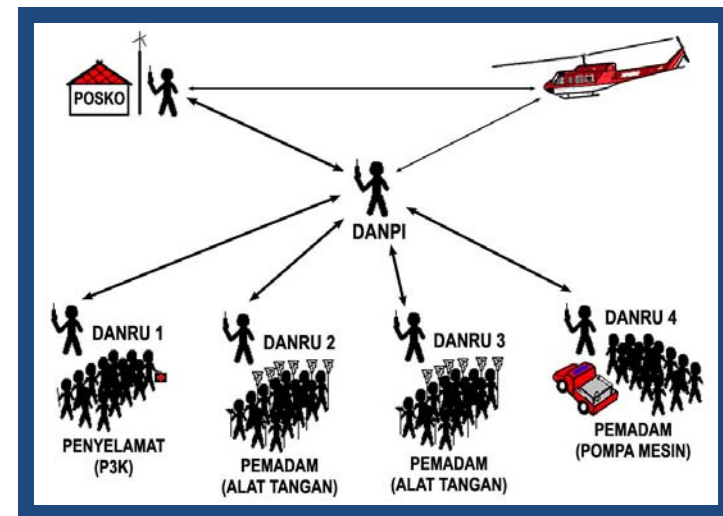 POSKO
DANPI
DANRU 1
PENYELAMAT
(P3K)
DANRU 2
PEMADAM
(ALAT TANGAN)
DANRU 3
PEMADAM
(ALAT TANGAN)
DANRU 4
PEMADAM
(POMPA MESIN)